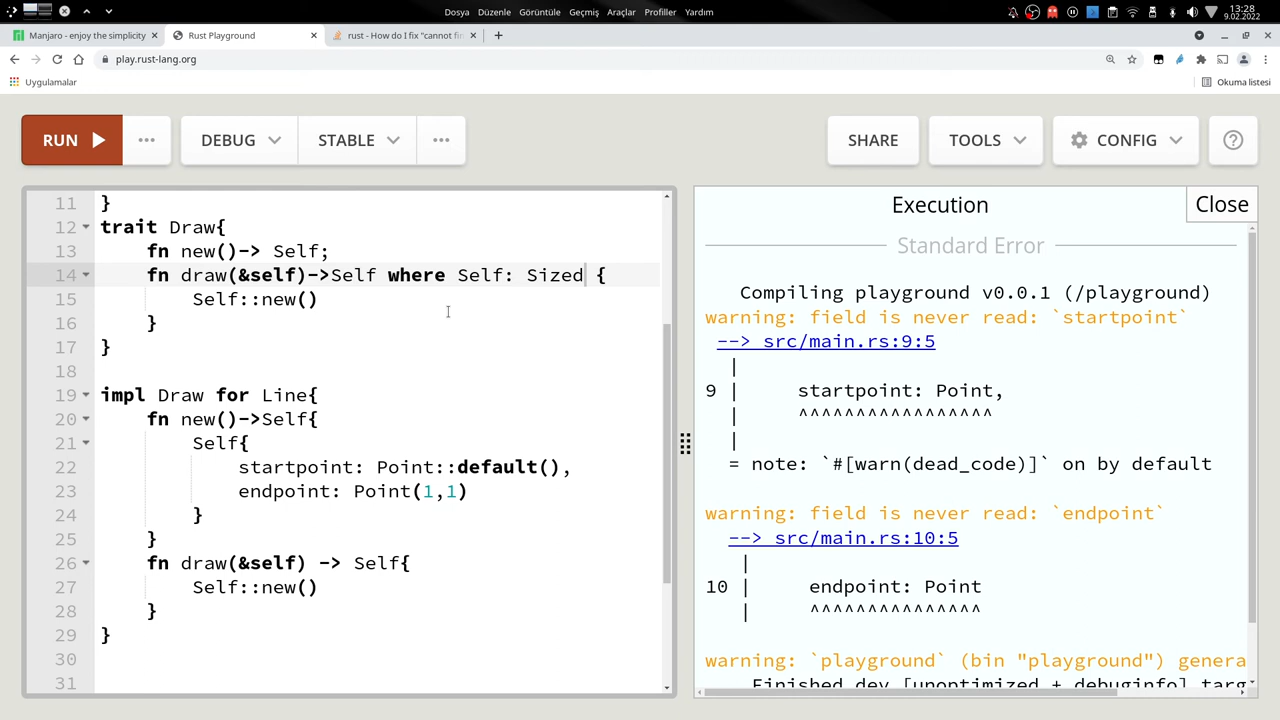 Dosya Düzenle Görüntüle Geçmiş Araçlar Profiller Yardım
13:28
9.02.2022
Manjaro - enjoy the simplicity
Rust Playground
rust - How do I fix "cannot fi
play.rust-lang.org
Uygulamalar
Okuma listesi
RUN
DEBUG
STABLE
SHARE
TOOLS
CONFIG
11 }
12 trait Draw{
13     fn new()-> Self;
14     fn draw(&self)->Self where Self: Sized {
15         Self::new()
16     }
17 }
18
19 impl Draw for Line{
20     fn new()->Self{
21         Self{
22             startpoint: Point::default(),
23             endpoint: Point(1,1)
24         }
25     }
26     fn draw(&self) -> Self{
27         Self::new()
28     }
29 }
30
31
Execution
Close
Standard Error
Compiling playground v0.0.1 (/playground)
warning: field is never read: `startpoint`
--> src/main.rs:9:5
|
9 |     startpoint: Point,
|     ^^^^^^^^^^^^^^^^^
|
= note: `#[warn(dead_code)]` on by default
warning: field is never read: `endpoint`
--> src/main.rs:10:5
|
10 |     endpoint: Point
|     ^^^^^^^^^^^^^^^
warning: `playground` (bin "playground") genera
Finished dev [unoptimized + debuginfo] targ